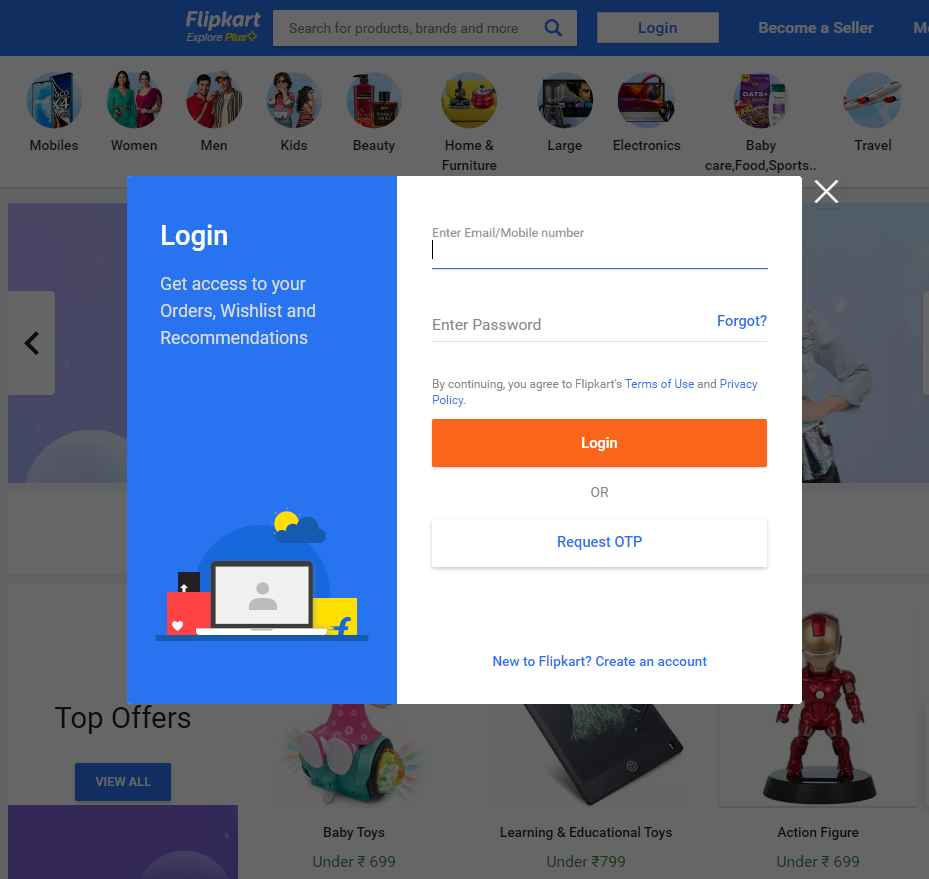 Flipkart
Explore Plus
Search for products, brands and more
Login
Become a Seller
Mobiles
Women
Men
Kids
Beauty
Home &
Furniture
Large
Electronics
Baby
care,Food,Sports..
Travel
Login
Get access to your
Orders, Wishlist and
Recommendations
Enter Email/Mobile number
Enter Password
Forgot?
By continuing, you agree to Flipkart's Terms of Use and Privacy
Policy.
Login
OR
Request OTP
New to Flipkart? Create an account
Top Offers
VIEW ALL
Baby Toys
Learning & Educational Toys
Action Figure
Under ₹ 699
Under ₹799
Under ₹ 699